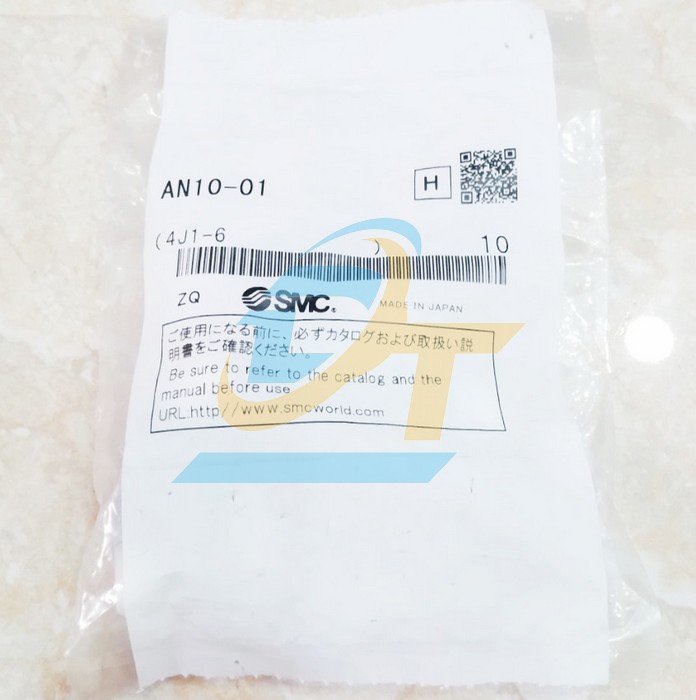 AN10-01
H
(4J1-6 ) 10
ZQ SMC. MADE IN JAPAN
ご使用になる前に、必ずカタログおよび取扱い説
明書をご確認ください。
Be sure to refer to the catalog and the
manual before use.
URL:http//www.smcworld.com